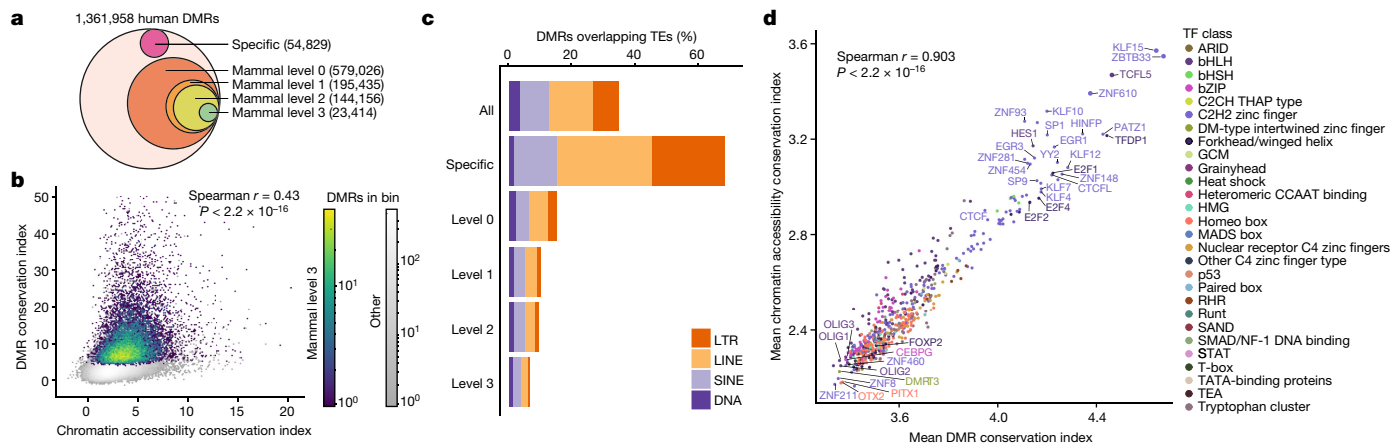 a
1,361,958 human DMRs
Specific (54,829)
Mammal level 0 (579,026)
Mammal level 1 (195,435)
Mammal level 2 (144,156)
Mammal level 3 (23,414)
b
Spearman r = 0.43
P < 2.2 × 10⁻¹⁶
DMR conservation index
50
40
30
20
10
0
0 5 10 15 20
Chromatin accessibility conservation index
DMRs in bin
Mammal level 3
10¹
10⁰
Other
10²
10¹
10⁰
c
DMRs overlapping TEs (%)
0 20 40 60
All
Specific
Level 0
Level 1
Level 2
Level 3
LTR
LINE
SINE
DNA
d
Spearman r = 0.903
P < 2.2 × 10⁻¹⁶
Mean chromatin accessibility conservation index
3.6
3.2
2.8
2.4
3.6 4.0 4.4
Mean DMR conservation index
KLF15
ZBTB33
TCFL5
ZNF610
ZNF93
KLF10
SP1
HINFP
PATZ1
HES1
EGR1
TFDP1
EGR3
YY2
KLF12
ZNF281
E2F1
ZNF454
ZNF148
SP9
KLF7
CTCFL
KLF4
E2F4
CTCF
E2F2
OLIG3
OLIG1
FOXP2
CEBPG
ZNF460
OLIG2
DMRT3
ZNF8
PITX1
ZNF211
OTX2
TF class
ARID
bHLH
bHSH
bZIP
C2CH THAP type
C2H2 zinc finger
DM-type intertwined zinc finger
Forkhead/winged helix
GCM
Grainyhead
Heat shock
Heteromeric CCAAT binding
HMG
Homeo box
MADS box
Nuclear receptor C4 zinc fingers
Other C4 zinc finger type
p53
Paired box
RHR
Runt
SAND
SMAD/NF-1 DNA binding
STAT
T-box
TATA-binding proteins
TEA
Tryptophan cluster